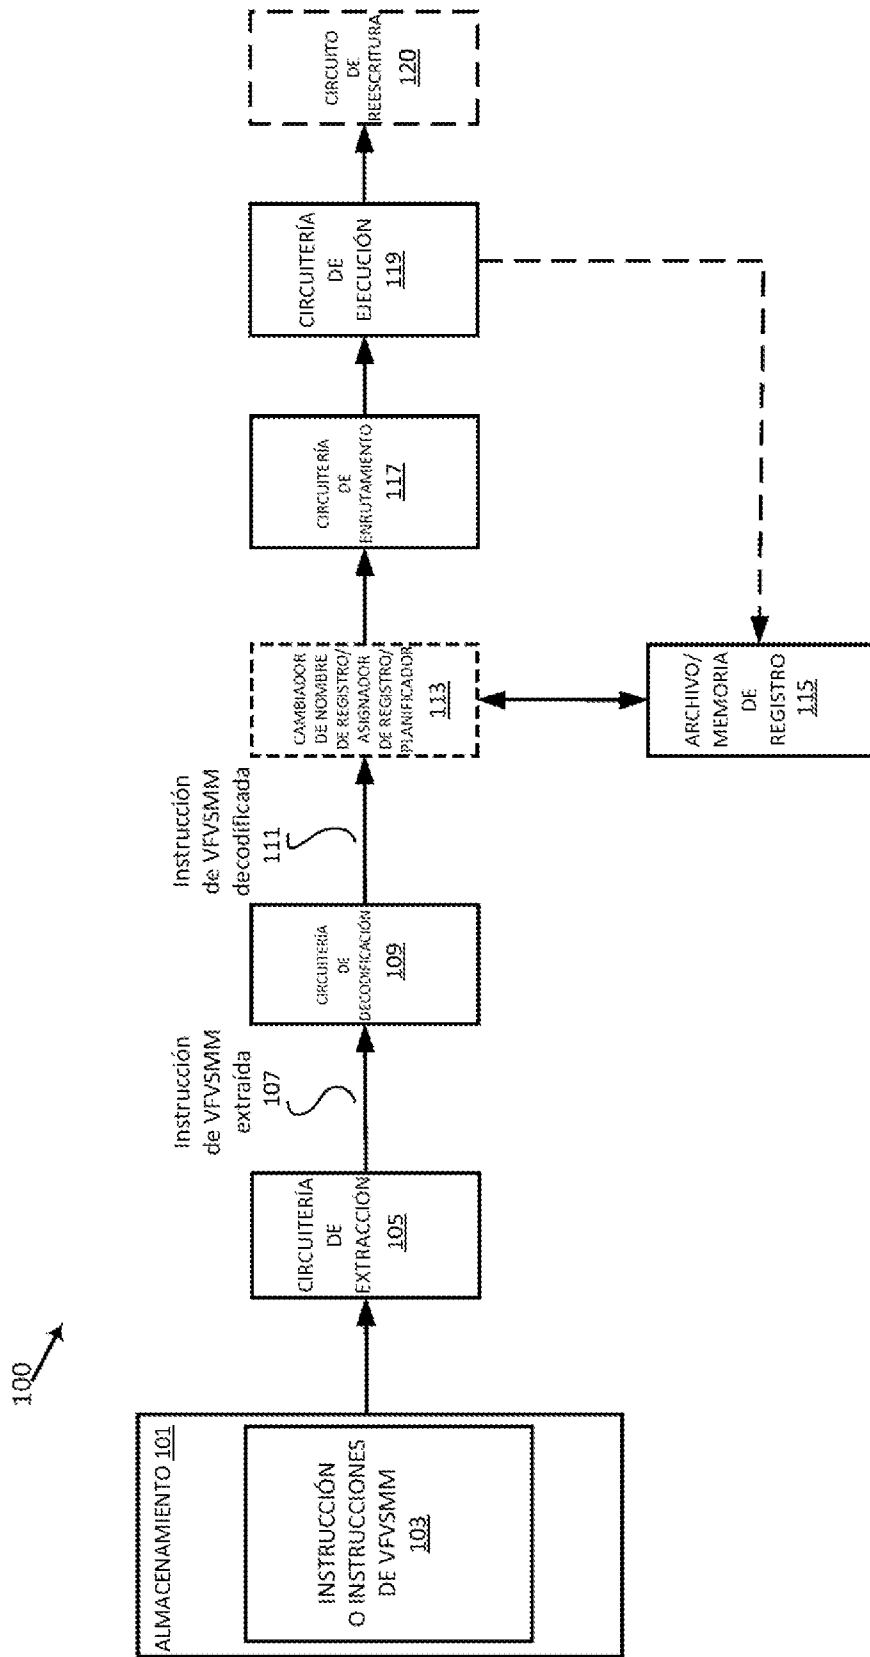 100
ALMACENAMIENTO 101
INSTRUCCIÓN
O INSTRUCCIONES
DE VFVSMM
103
CIRCUITERÍA
DE
EXTRACCIÓN
105
Instrucción
de VFVSMM
extraída
107
CIRCUITERÍA
DE
DECODIFICACIÓN
109
Instrucción
de VFVSMM
decodificada
111
CAMBIADOR
DE NOMBRE
DE REGISTRO/
ASIGNADOR
DE REGISTRO/
PLANIFICADOR
113
ARCHIVO/
MEMORIA
DE
REGISTRO
115
CIRCUITERÍA
DE
ENRUTAMIENTO
117
CIRCUITERÍA
DE
EJECUCIÓN
119
CIRCUITO
DE
REESCRITURA
120